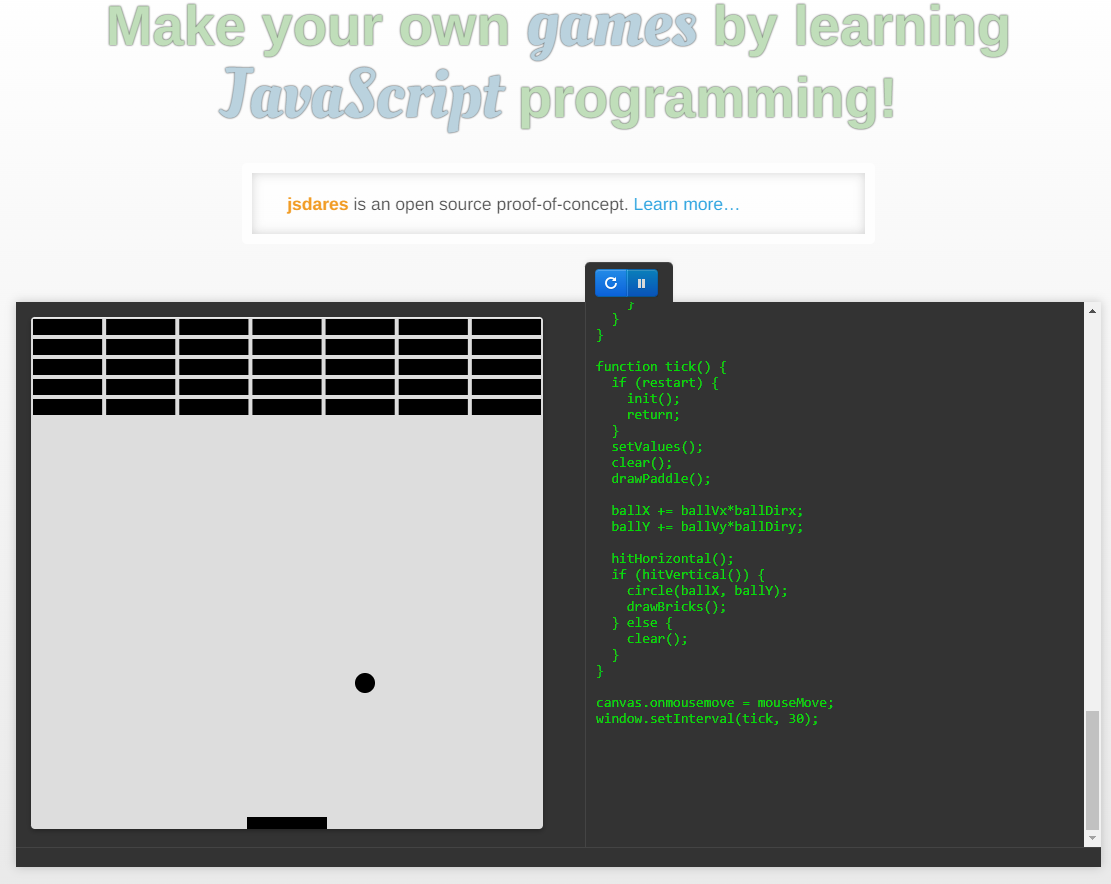 Make your own games by learning
JavaScript programming!
jsdares is an open source proof-of-concept. Learn more…
}
}
}
function tick() {
if (restart) {
init();
return;
}
setValues();
clear();
drawPaddle();
ballX += ballVx*ballDirx;
ballY += ballVy*ballDiry;
hitHorizontal();
if (hitVertical()) {
circle(ballX, ballY);
drawBricks();
} else {
clear();
}
}
canvas.onmousemove = mouseMove;
window.setInterval(tick, 30);